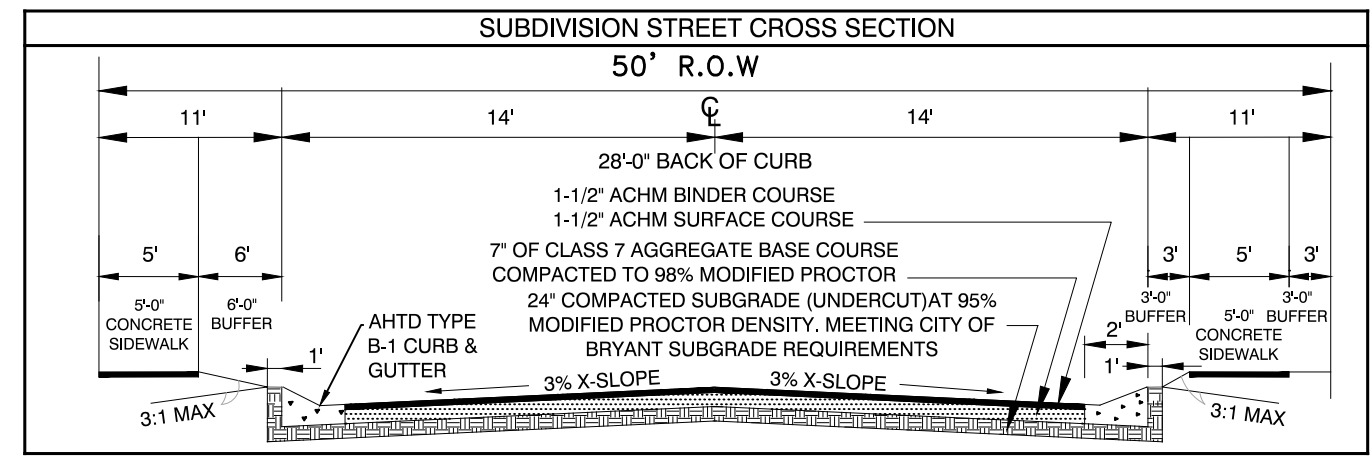 SUBDIVISION STREET CROSS SECTION
50' R.O.W
11'
14'
℄
14'
11'
28'-0" BACK OF CURB
1-1/2" ACHM BINDER COURSE
1-1/2" ACHM SURFACE COURSE
7" OF CLASS 7 AGGREGATE BASE COURSE
COMPACTED TO 98% MODIFIED PROCTOR
24" COMPACTED SUBGRADE (UNDERCUT)AT 95%
MODIFIED PROCTOR DENSITY. MEETING CITY OF
BRYANT SUBGRADE REQUIREMENTS
5'
6'
5'-0"
CONCRETE
SIDEWALK
6'-0"
BUFFER
AHTD TYPE
B-1 CURB &
GUTTER
1'
3:1 MAX
3% X-SLOPE
3% X-SLOPE
3'
5'
3'
3'-0"
BUFFER
5'-0"
CONCRETE
SIDEWALK
3'-0"
BUFFER
2'
1'
3:1 MAX